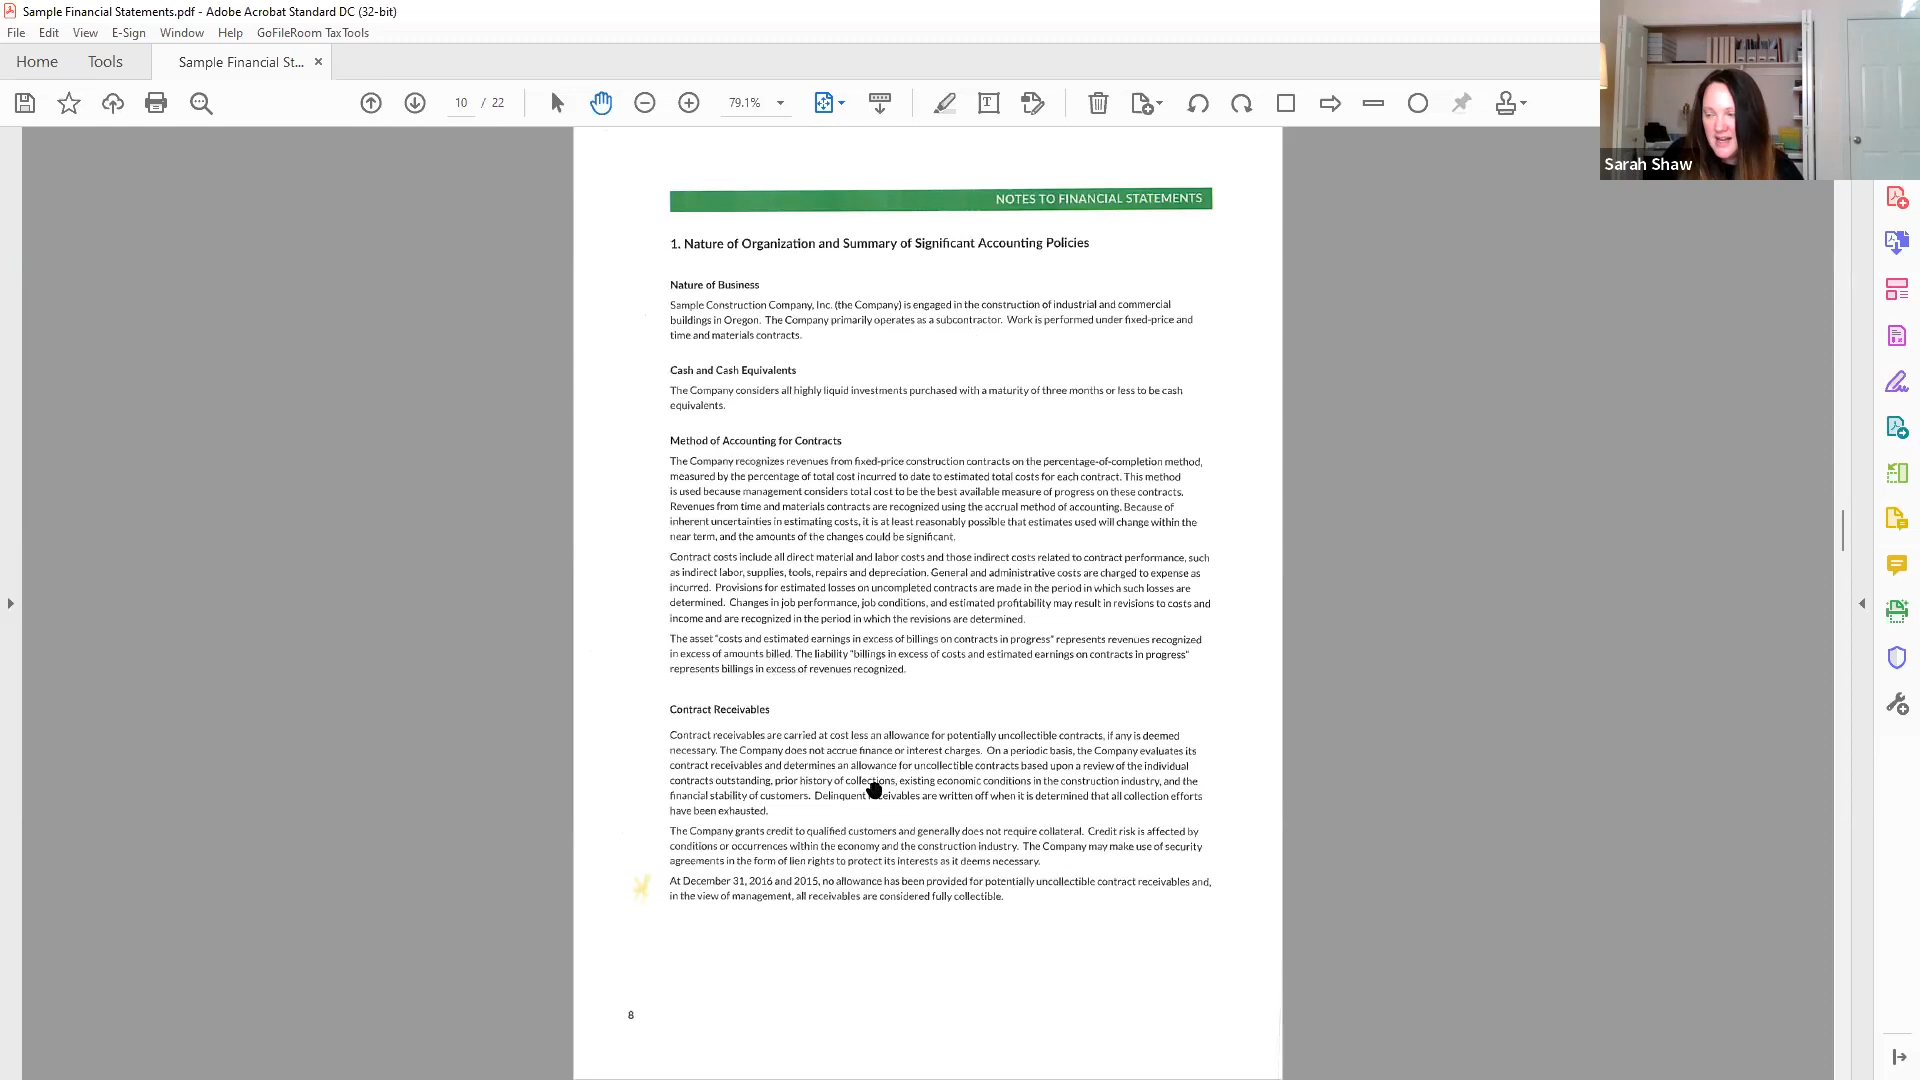 Sample Financial Statements.pdf - Adobe Acrobat Standard DC (32-bit)
File Edit View E-Sign Window Help GoFileRoom TaxTools
Home Tools Sample Financial St... ×
10 / 22 79.1%
Sarah Shaw
NOTES TO FINANCIAL STATEMENTS
1. Nature of Organization and Summary of Significant Accounting Policies
Nature of Business
Sample Construction Company, Inc. (the Company) is engaged in the construction of industrial and commercial
buildings in Oregon. The Company primarily operates as a subcontractor. Work is performed under fixed-price and
time and materials contracts.
Cash and Cash Equivalents
The Company considers all highly liquid investments purchased with a maturity of three months or less to be cash
equivalents.
Method of Accounting for Contracts
The Company recognizes revenues from fixed-price construction contracts on the percentage-of-completion method,
measured by the percentage of total cost incurred to date to estimated total costs for each contract. This method
is used because management considers total cost to be the best available measure of progress on these contracts.
Revenues from time and materials contracts are recognized using the accrual method of accounting. Because of
inherent uncertainties in estimating costs, it is at least reasonably possible that estimates used will change within the
near term, and the amounts of the changes could be significant.
Contract costs include all direct material and labor costs and those indirect costs related to contract performance, such
as indirect labor, supplies, tools, repairs and depreciation. General and administrative costs are charged to expense as
incurred. Provisions for estimated losses on uncompleted contracts are made in the period in which such losses are
determined. Changes in job performance, job conditions, and estimated profitability may result in revisions to costs and
income and are recognized in the period in which the revisions are determined.
The asset "costs and estimated earnings in excess of billings on contracts in progress" represents revenues recognized
in excess of amounts billed. The liability "billings in excess of costs and estimated earnings on contracts in progress"
represents billings in excess of revenues recognized.
Contract Receivables
Contract receivables are carried at cost less an allowance for potentially uncollectible contracts, if any is deemed
necessary. The Company does not accrue finance or interest charges. On a periodic basis, the Company evaluates its
contract receivables and determines an allowance for uncollectible contracts based upon a review of the individual
contracts outstanding, prior history of collections, existing economic conditions in the construction industry, and the
financial stability of customers. Delinquent receivables are written off when it is determined that all collection efforts
have been exhausted.
The Company grants credit to qualified customers and generally does not require collateral. Credit risk is affected by
conditions or occurrences within the economy and the construction industry. The Company may make use of security
agreements in the form of lien rights to protect its interests as it deems necessary.
At December 31, 2016 and 2015, no allowance has been provided for potentially uncollectible contract receivables and,
in the view of management, all receivables are considered fully collectible.
8